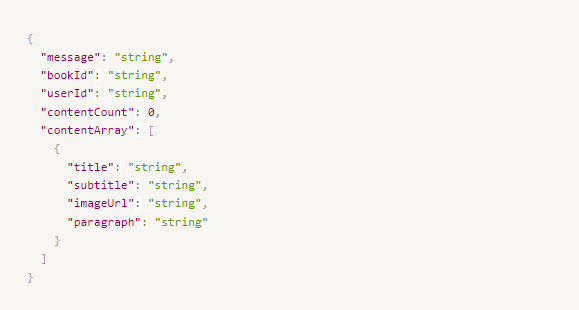 {
"message": "string",
"bookId": "string",
"userId": "string",
"contentCount": 0,
"contentArray": [
{
"title": "string",
"subtitle": "string",
"imageUrl": "string",
"paragraph": "string"
}
]
}